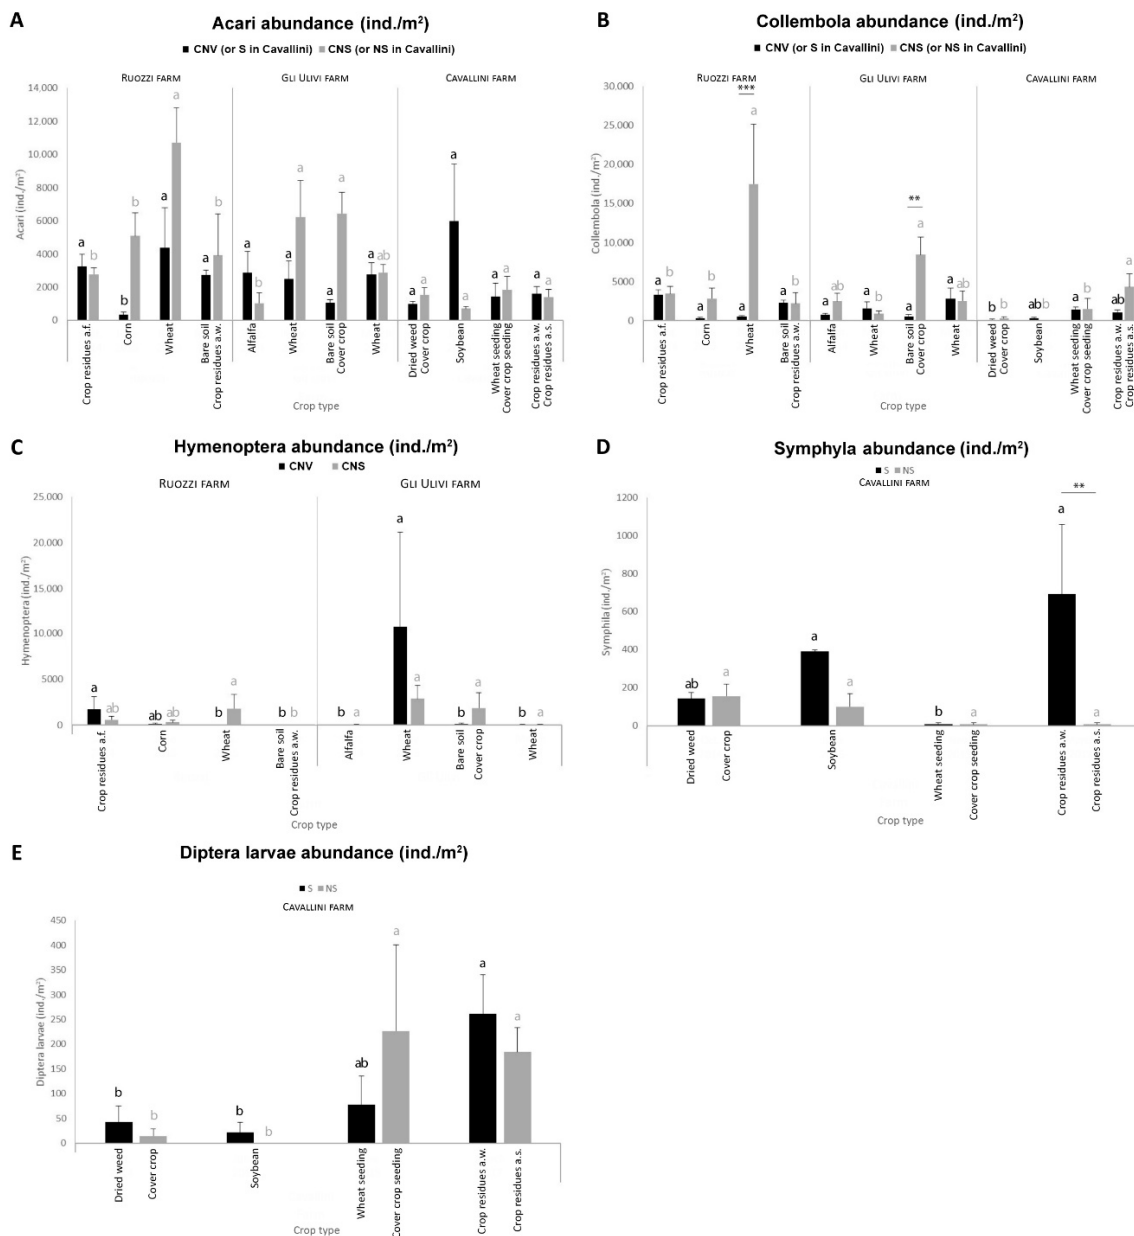 A
Acari abundance (ind./m²)
CNV (or S in Cavallini) CNS (or NS in Cavallini)
RUOZZI FARM GLI ULIVI FARM CAVALLINI FARM
14,000
12.000
10.000
8000
6000
4000
2000
0
Acari (ind./m²)
a b b a a a b b a b a a a a a ab a a a a a a a
Crop residues a.f.
Corn
Wheat
Bare soil
Crop residues a.w.
Alfalfa
Wheat
Bare soil
Cover crop
Wheat
Dried weed
Cover crop
Soybean
Wheat seeding
Cover crop seeding
Crop residues a.w.
Crop residues a.s.
Crop type
B
Collembola abundance (ind./m²)
CNV (or S in Cavallini) CNS (or NS in Cavallini)
RUOZZI FARM GLI ULIVI FARM CAVALLINI FARM
30.000
25.000
20.000
15.000
10.000
5000
0
Collembola (ind./m²)
*** **
a b a b a a a b a ab a b a a a ab b b ab b a b ab a
Crop residues a.f.
Corn
Wheat
Bare soil
Crop residues a.w.
Alfalfa
Wheat
Bare soil
Cover crop
Wheat
Dried weed
Cover crop
Soybean
Wheat seeding
Cover crop seeding
Crop residues a.w.
Crop residues a.s.
Crop type
C
Hymenoptera abundance (ind./m²)
CNV CNS
RUOZZI FARM GLI ULIVI FARM
25.000
20.000
15.000
10.000
5000
0
Hymenoptera (ind./m²)
a ab ab ab b a b b b a a a b a b a
Crop residues a.f.
Corn
Wheat
Bare soil
Crop residues a.w.
Alfalfa
Wheat
Bare soil
Cover crop
Wheat
Crop type
D
Symphyla abundance (ind./m²)
S NS
CAVALLINI FARM
1200
1000
800
600
400
200
0
Symphila (ind./m²)
**
ab a a a b a a a
Dried weed
Cover crop
Soybean
Wheat seeding
Cover crop seeding
Crop residues a.w.
Crop residues a.s.
Crop type
E
Diptera larvae abundance (ind./m²)
S NS
CAVALLINI FARM
450
400
350
300
250
200
150
100
50
0
Diptera larvae (ind./m²)
b b b b ab a a a
Dried weed
Cover crop
Soybean
Wheat seeding
Cover crop seeding
Crop residues a.w.
Crop residues a.s.
Crop type